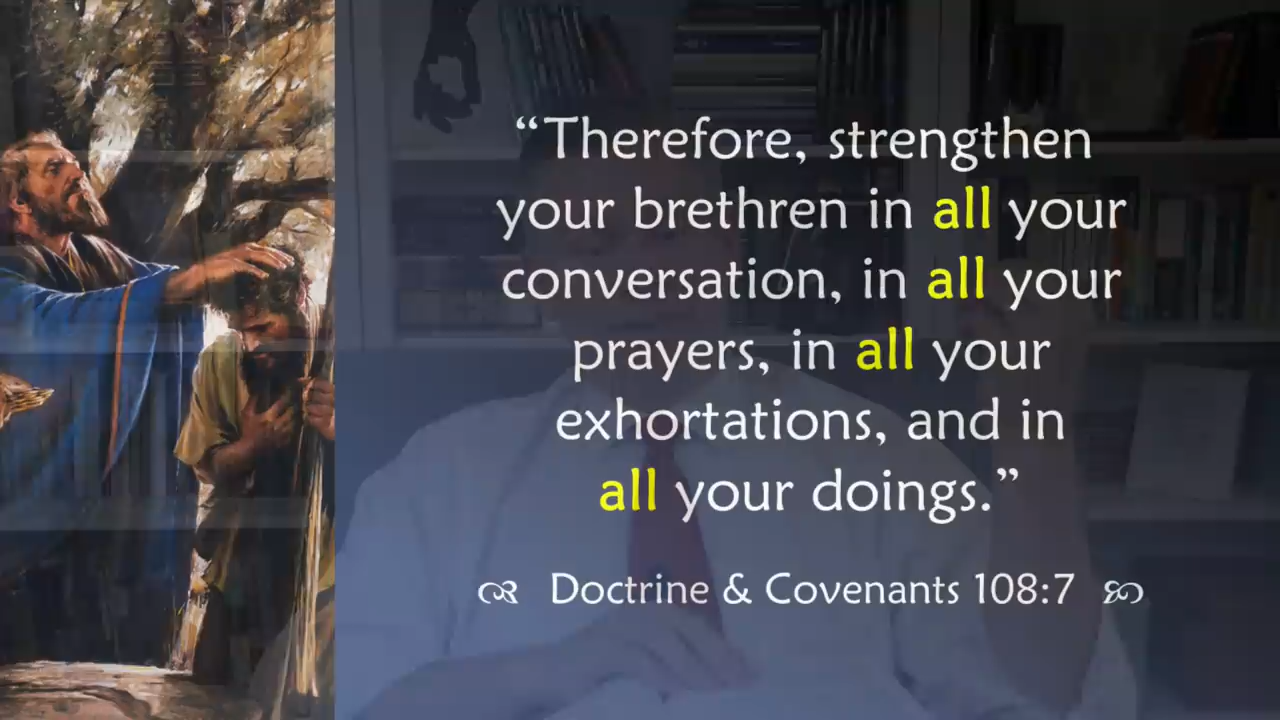 “Therefore, strengthen
your brethren in all your
conversation, in all your
prayers, in all your
exhortations, and in
all your doings.”
Doctrine & Covenants 108:7